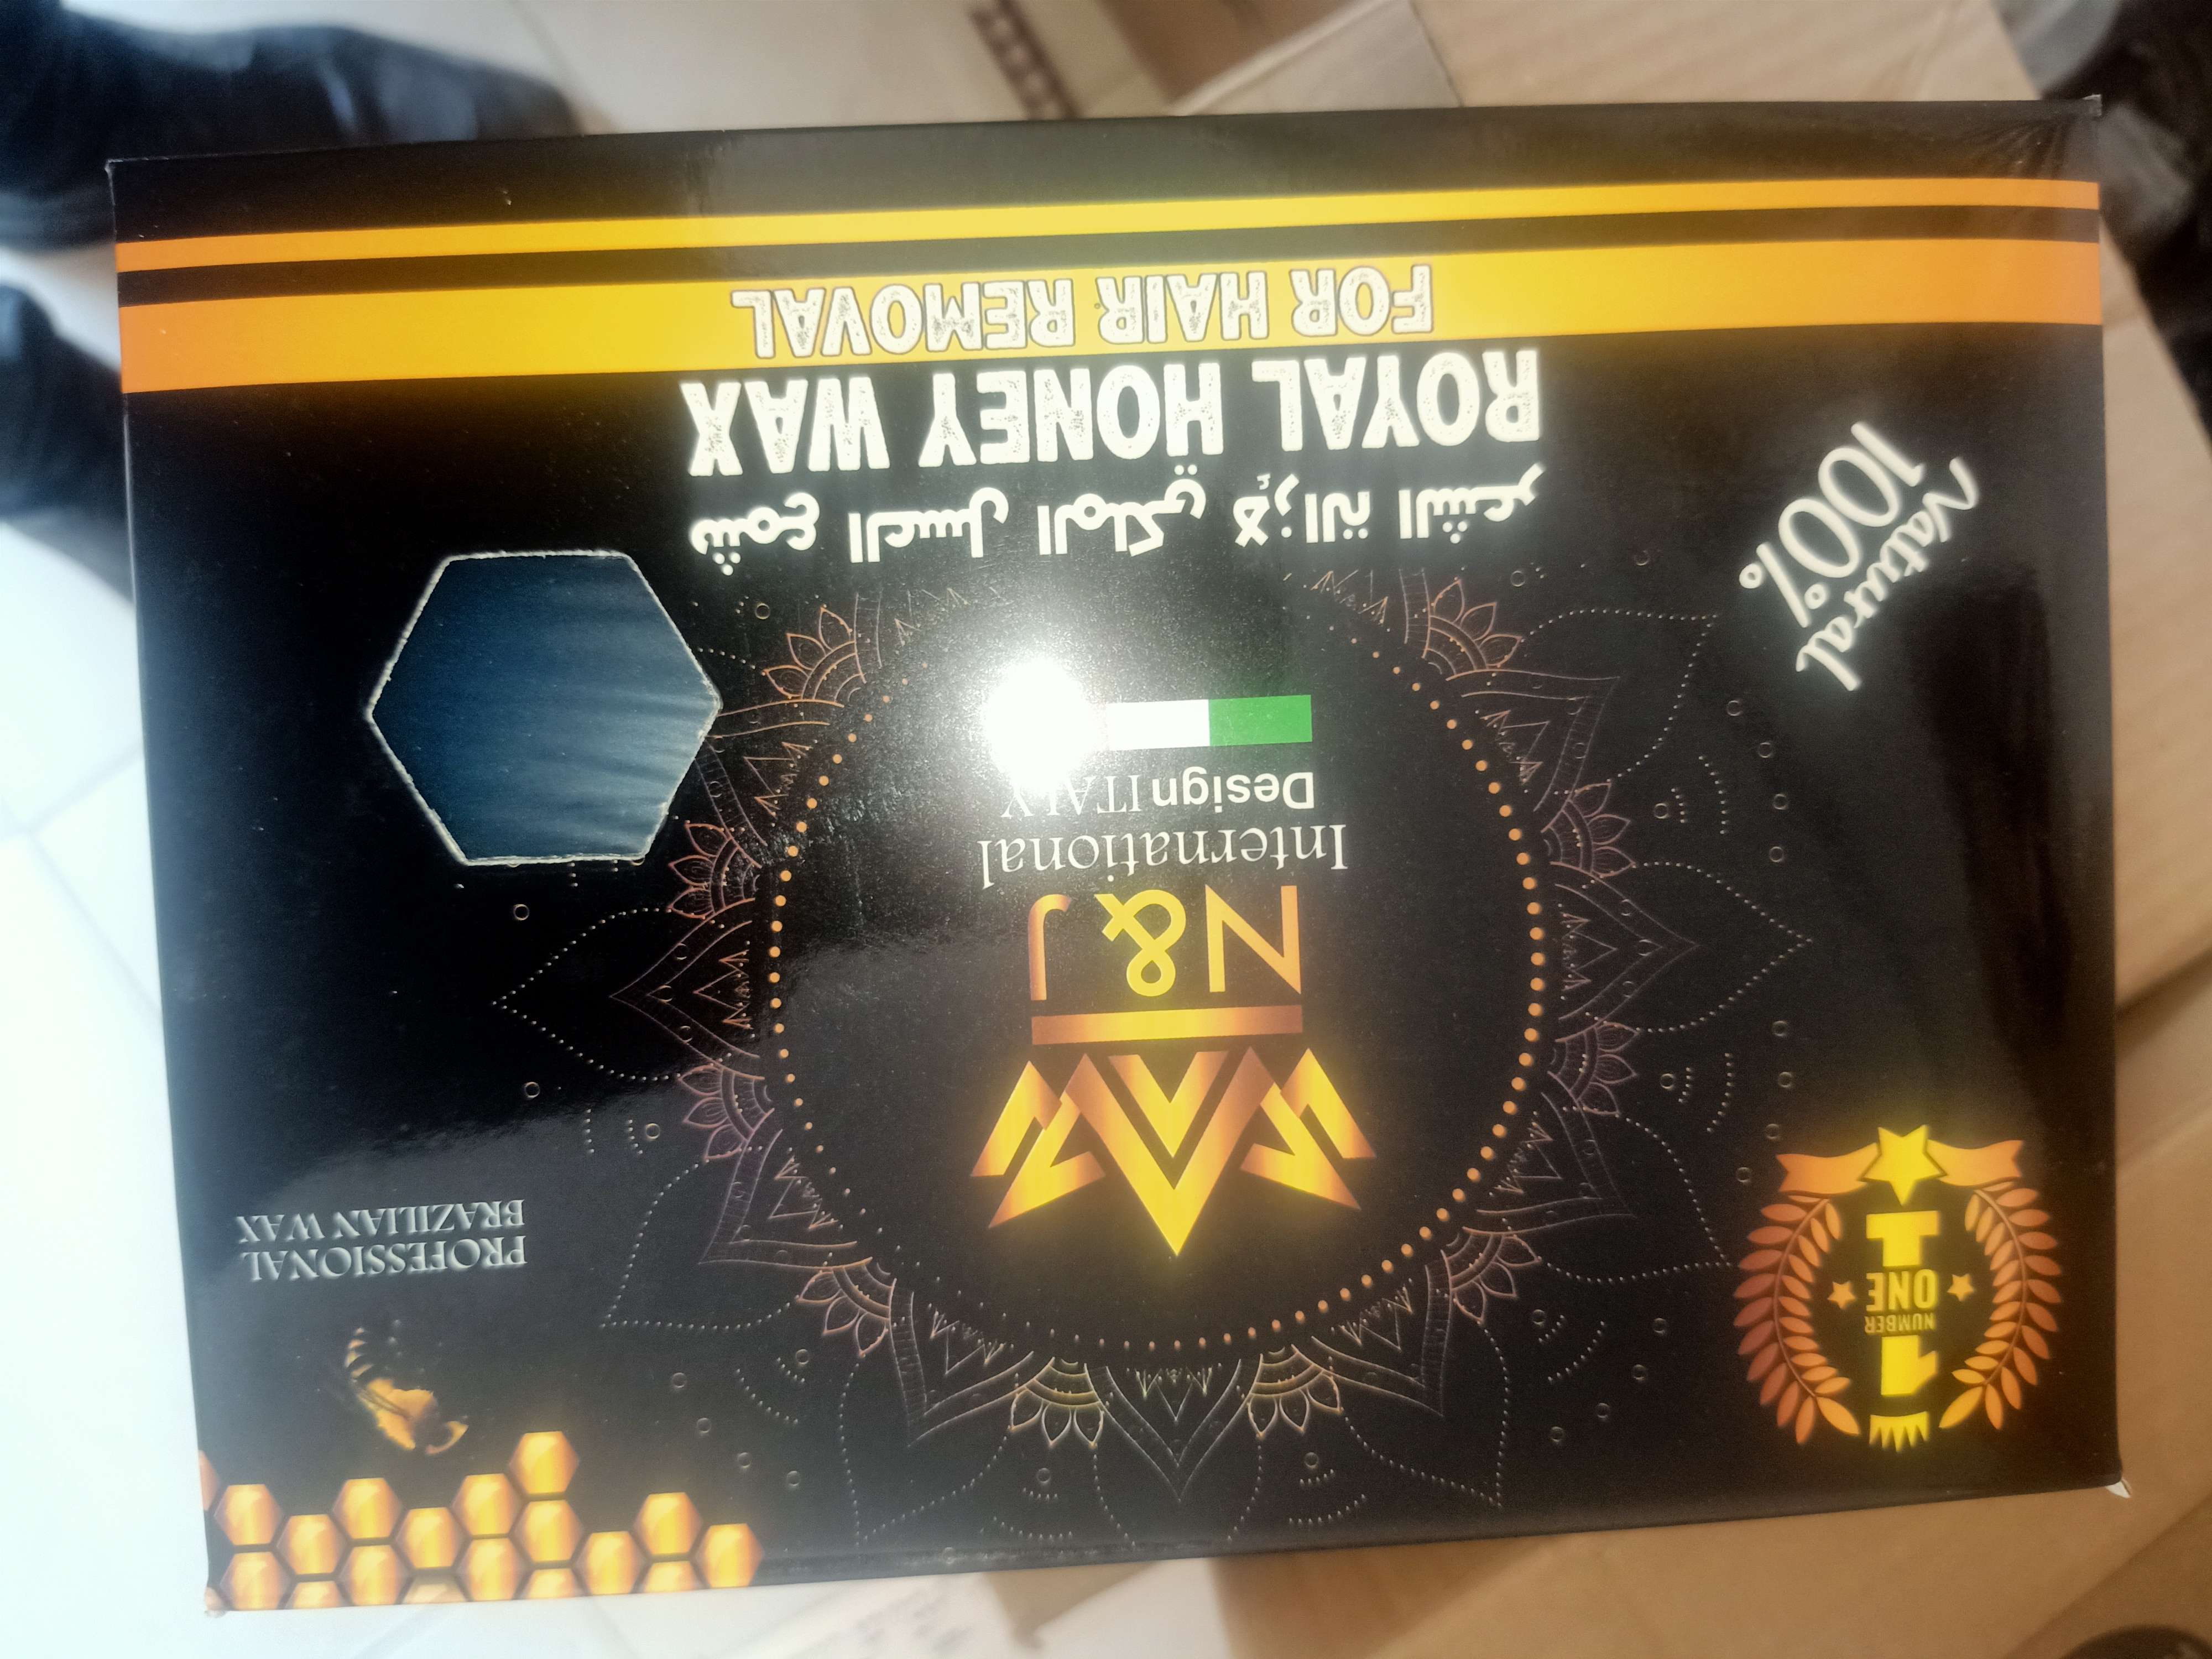 NUMBER
ONE
1
PROFESSIONAL
BRAZILIAN WAX
N&J
International
Design ITALY
Natural
100%
شمع العسل الملكي لإزالة الشعر
ROYAL HONEY WAX
FOR HAIR REMOVAL